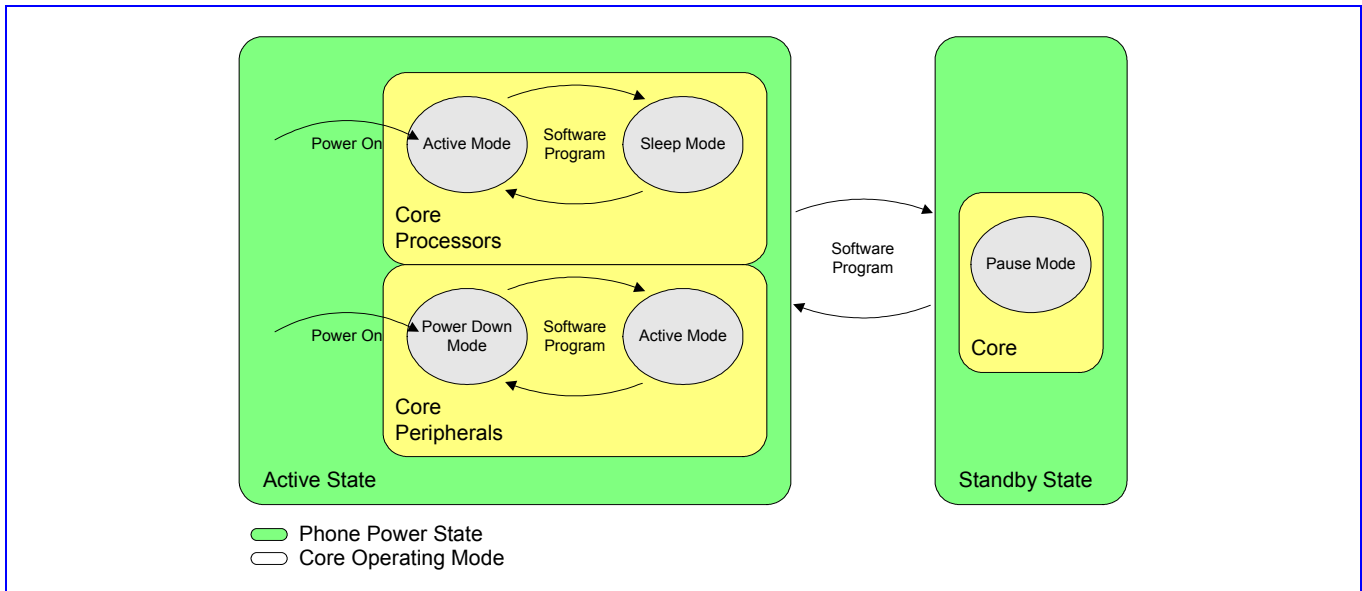 Power On
Active Mode
Software
Program
Sleep Mode
Core
Processors
Power On
Power Down
Mode
Software
Program
Active Mode
Core
Peripherals
Active State
Software
Program
Pause Mode
Core
Standby State
Phone Power State
Core Operating Mode